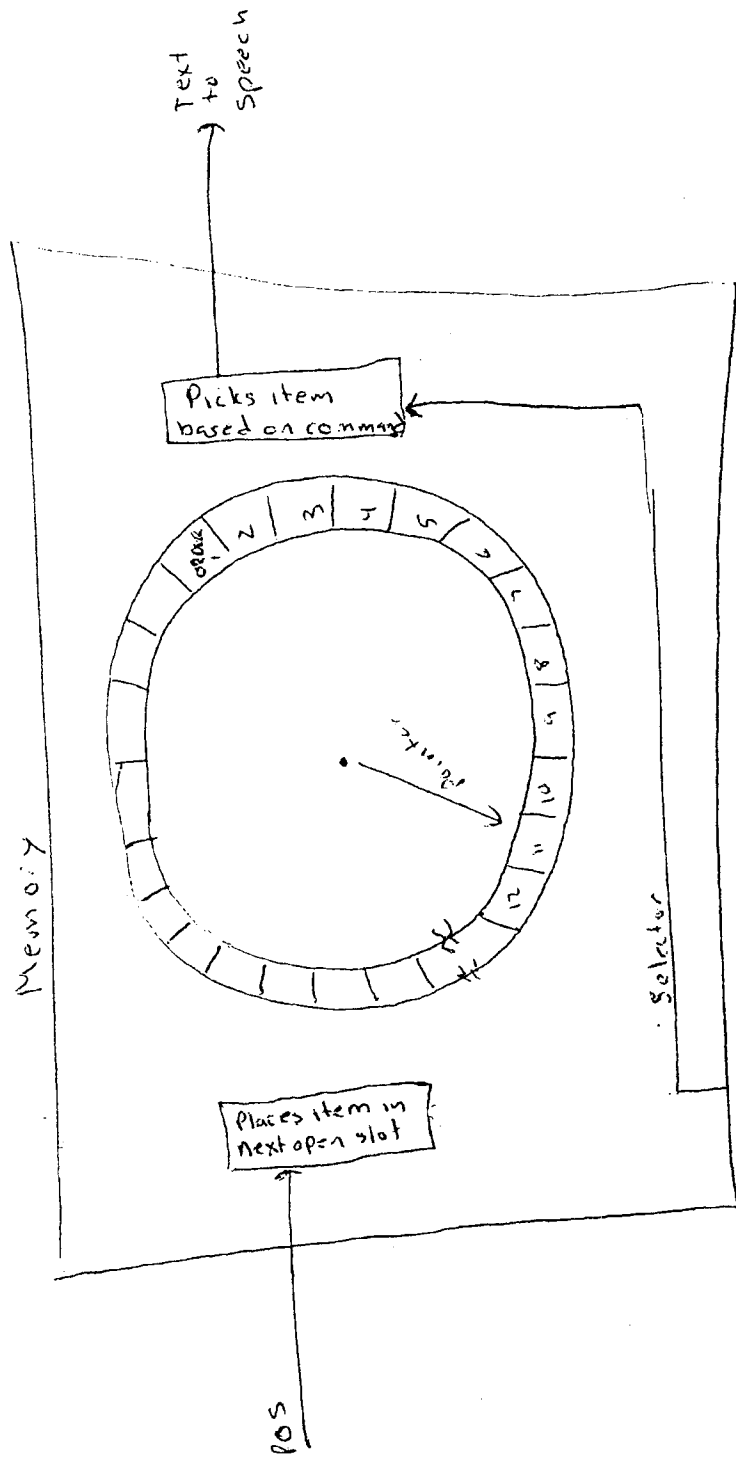 Memory
POS
Places item in
next open slot
ORDER
1
2
3
4
5
7
8
9
10
11
12
Pointer
Picks item
based on command
Text
to
Speech
Selector